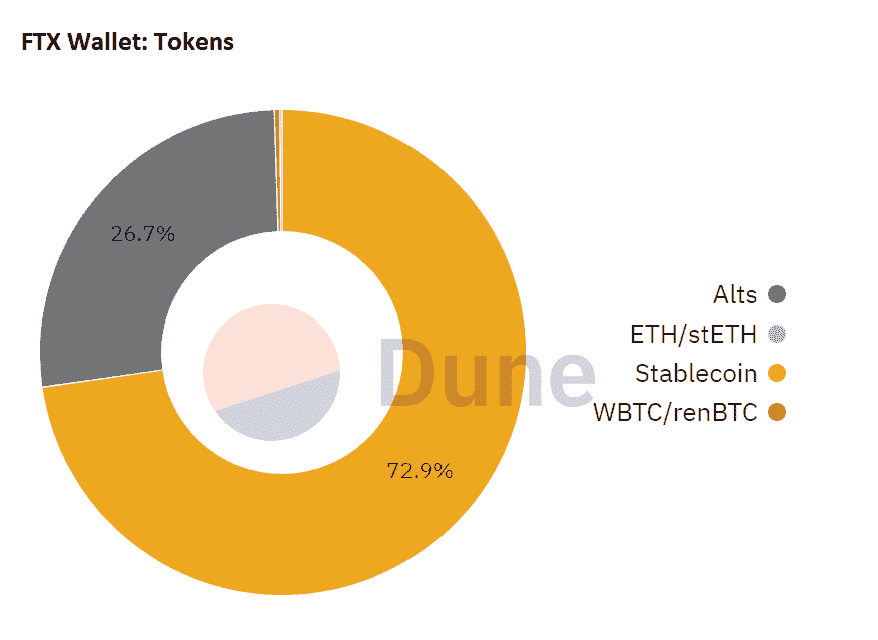 FTX Wallet: Tokens
26.7%
Alts
ETH/stETH
Dune
Stablecoin
WBTC/renBTC
72.9%